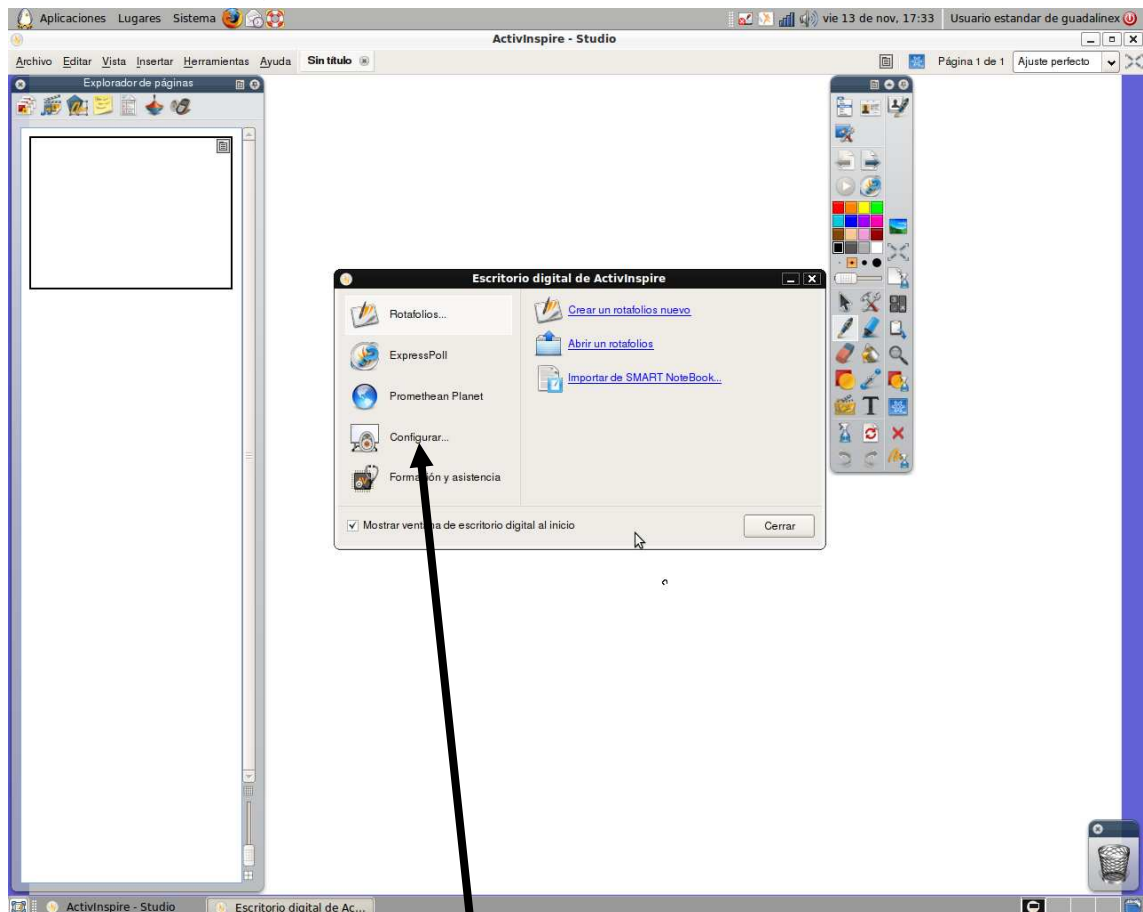 Aplicaciones Lugares Sistema vie 13 de nov, 17:33 Usuario estandar de guadalinex
ActivInspire - Studio
Archivo Editar Vista Insertar Herramientas Ayuda Sin título Página 1 de 1 Ajuste perfecto
Explorador de páginas
Escritorio digital de ActivInspire
Rotafolios... Crear un rotafolios nuevo
ExpressPoll Abrir un rotafolios
Importar de SMART NoteBook...
Promethean Planet
Configurar...
Formación y asistencia
Mostrar ventana de escritorio digital al inicio Cerrar
T
ActivInspire - Studio Escritorio digital de Ac...